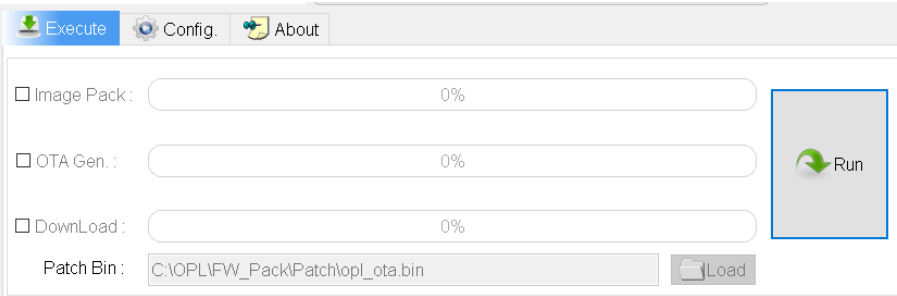 Execute Config. About
Image Pack : 0%
OTA Gen. : 0%
Run
DownLoad : 0%
Patch Bin : C:\OPL\FW_Pack\Patch\opl_ota.bin Load